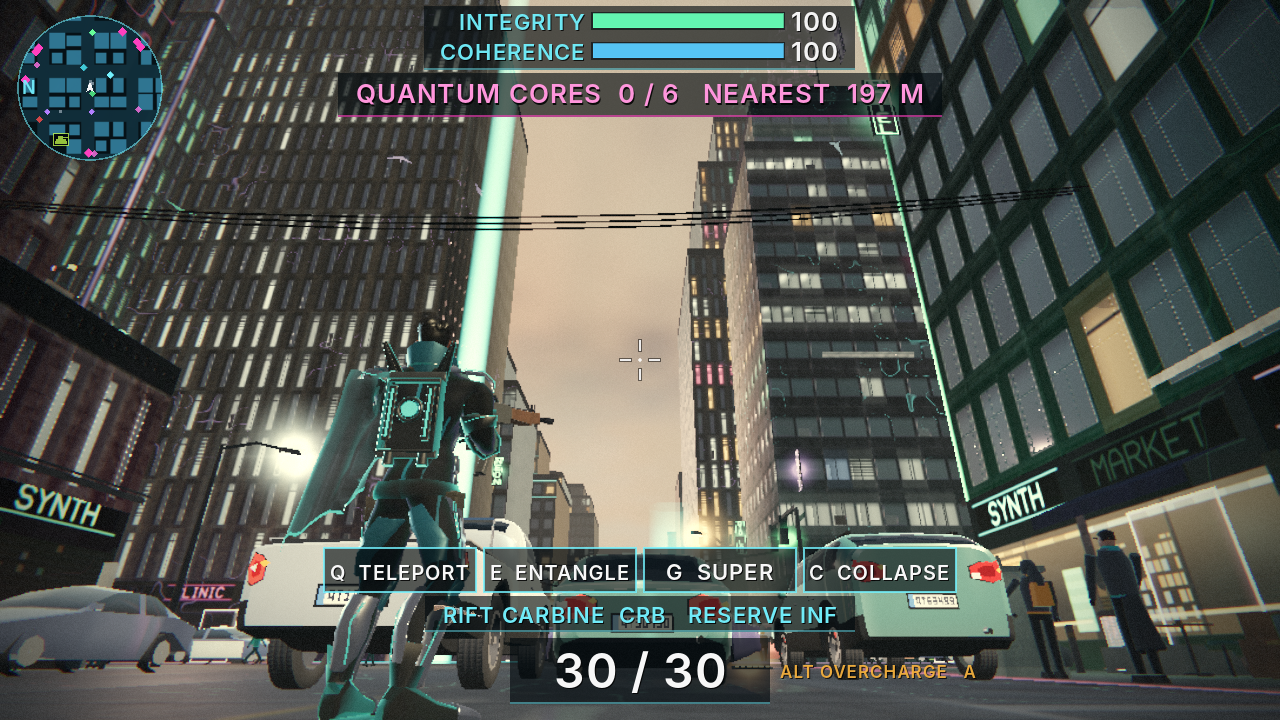 INTEGRITY 100
COHERENCE 100
QUANTUM CORES 0 / 6 NEAREST 197 M
N
MARKET
SYNTH
SYNTH
LINIC
Q TELEPORT
E ENTANGLE
G SUPER
C COLLAPSE
RIFT CARBINE CRB RESERVE INF
30 / 30
ALT OVERCHARGE A